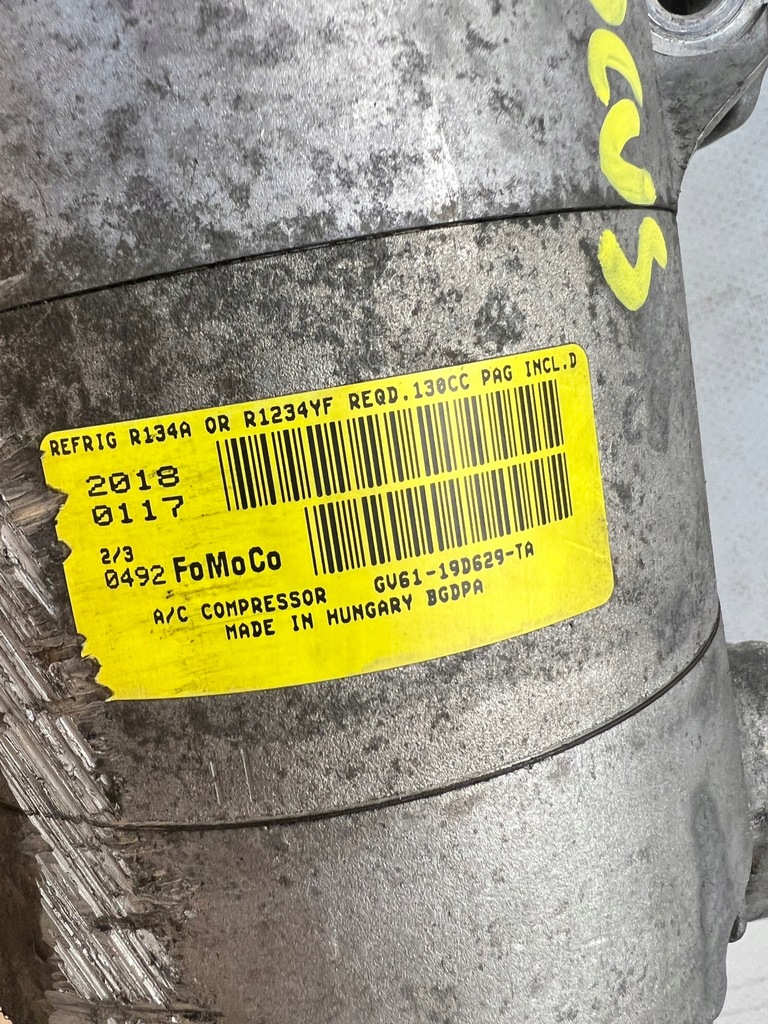 OCUS
REFRIG R134A OR R1234YF REQD.130CC PAG INCL.D
2018
0117
2/3
0492 FoMoCo
A/C COMPRESSOR GV61-19D629-TA
MADE IN HUNGARY BGDPA